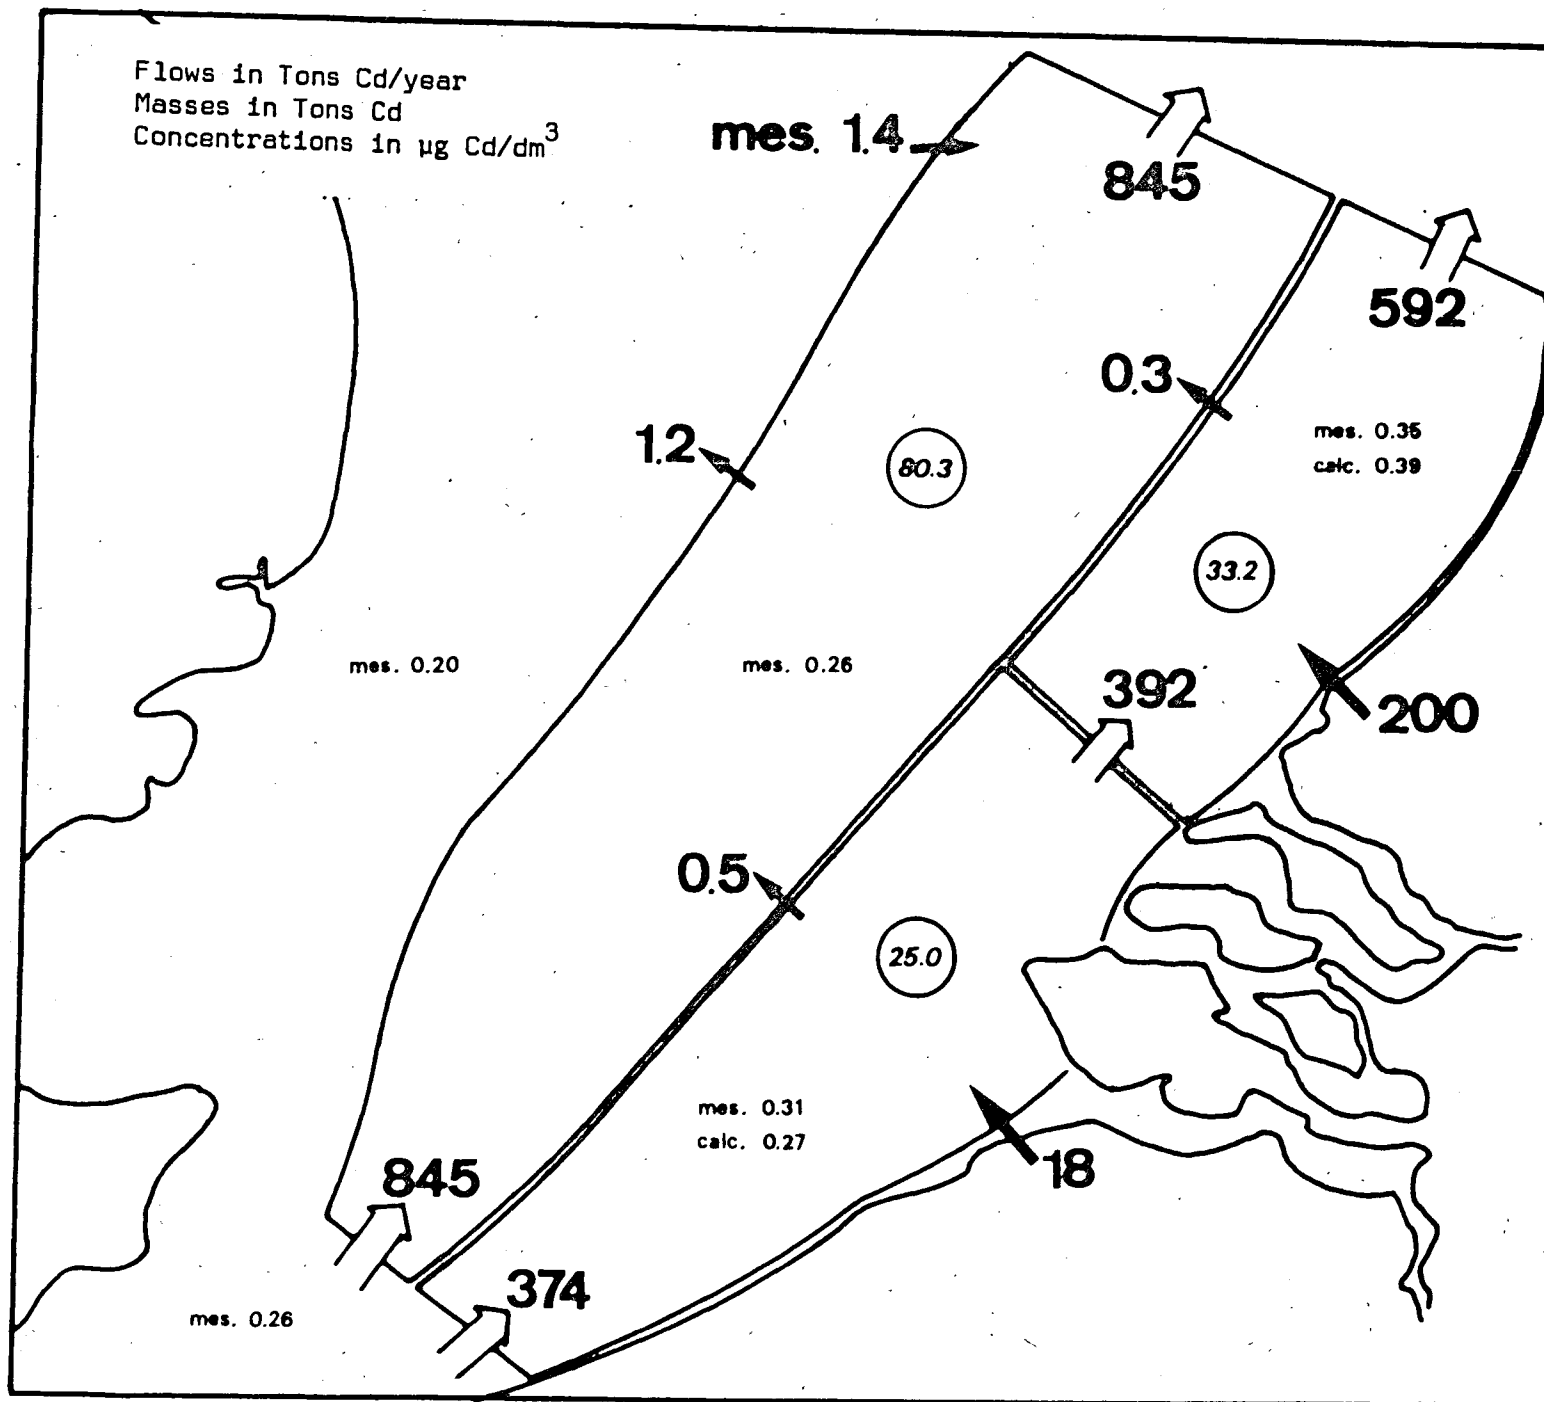 Flows in Tons Cd/year
Masses in Tons Cd
Concentrations in µg Cd/dm³
mes. 1.4
845
592
0.3
mes. 0.35
calc. 0.39
1.2
80.3
33.2
mes. 0.20
mes. 0.26
392
200
0.5
25.0
mes. 0.31
calc. 0.27
18
845
374
mes. 0.26